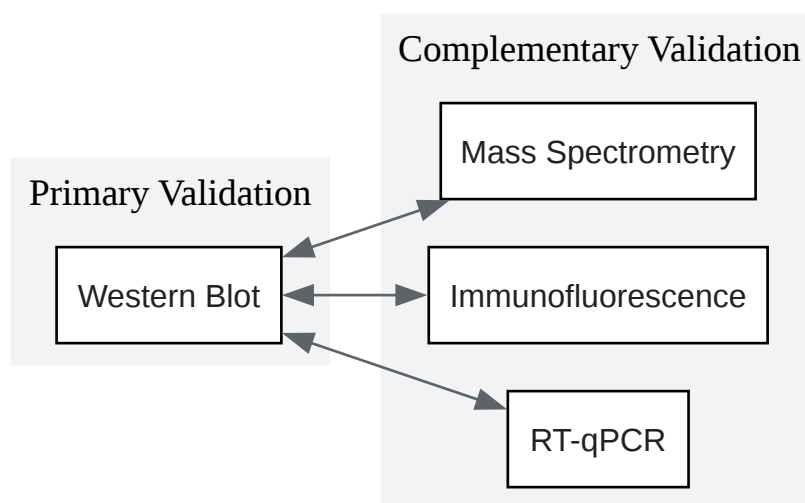 Complementary Validation
Mass Spectrometry
Primary Validation
Western Blot
Immunofluorescence
RT-qPCR